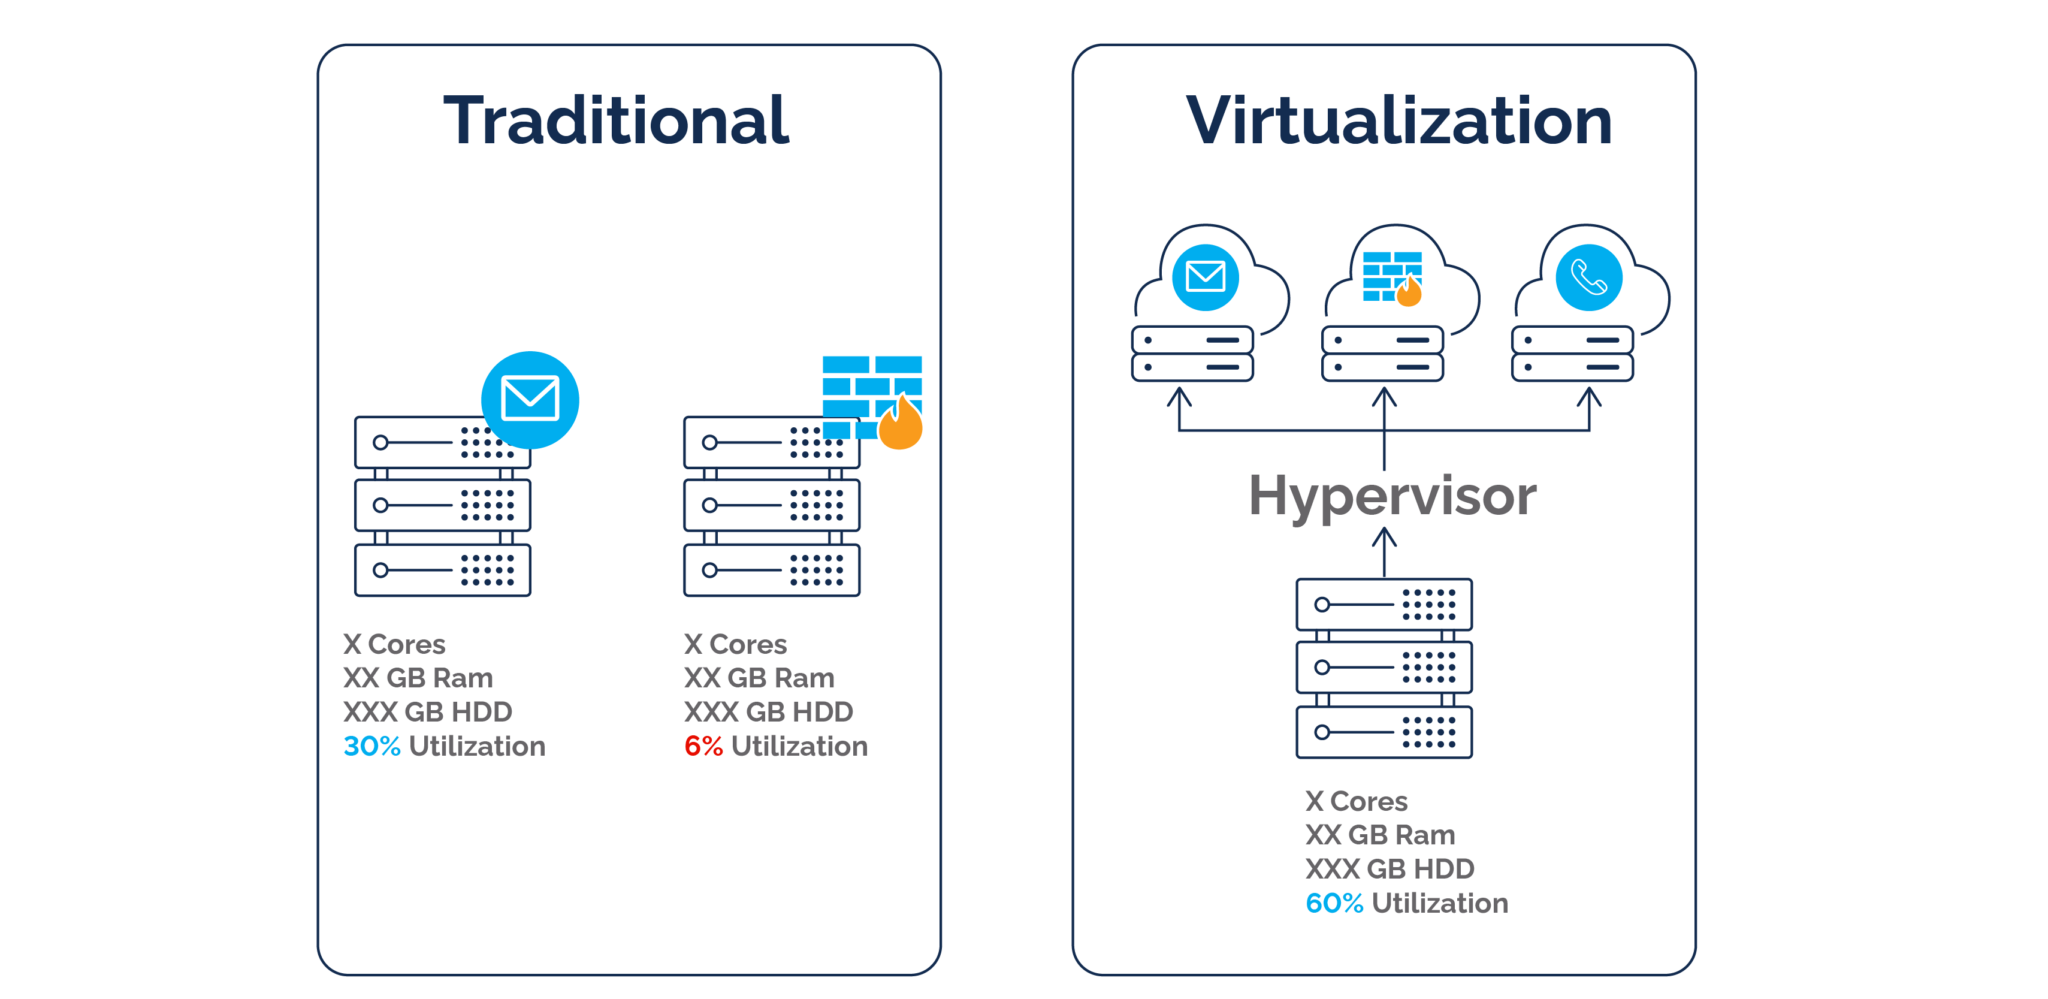 Traditional
X Cores
XX GB Ram
XXX GB HDD
30% Utilization
X Cores
XX GB Ram
XXX GB HDD
6% Utilization
Virtualization
Hypervisor
X Cores
XX GB Ram
XXX GB HDD
60% Utilization